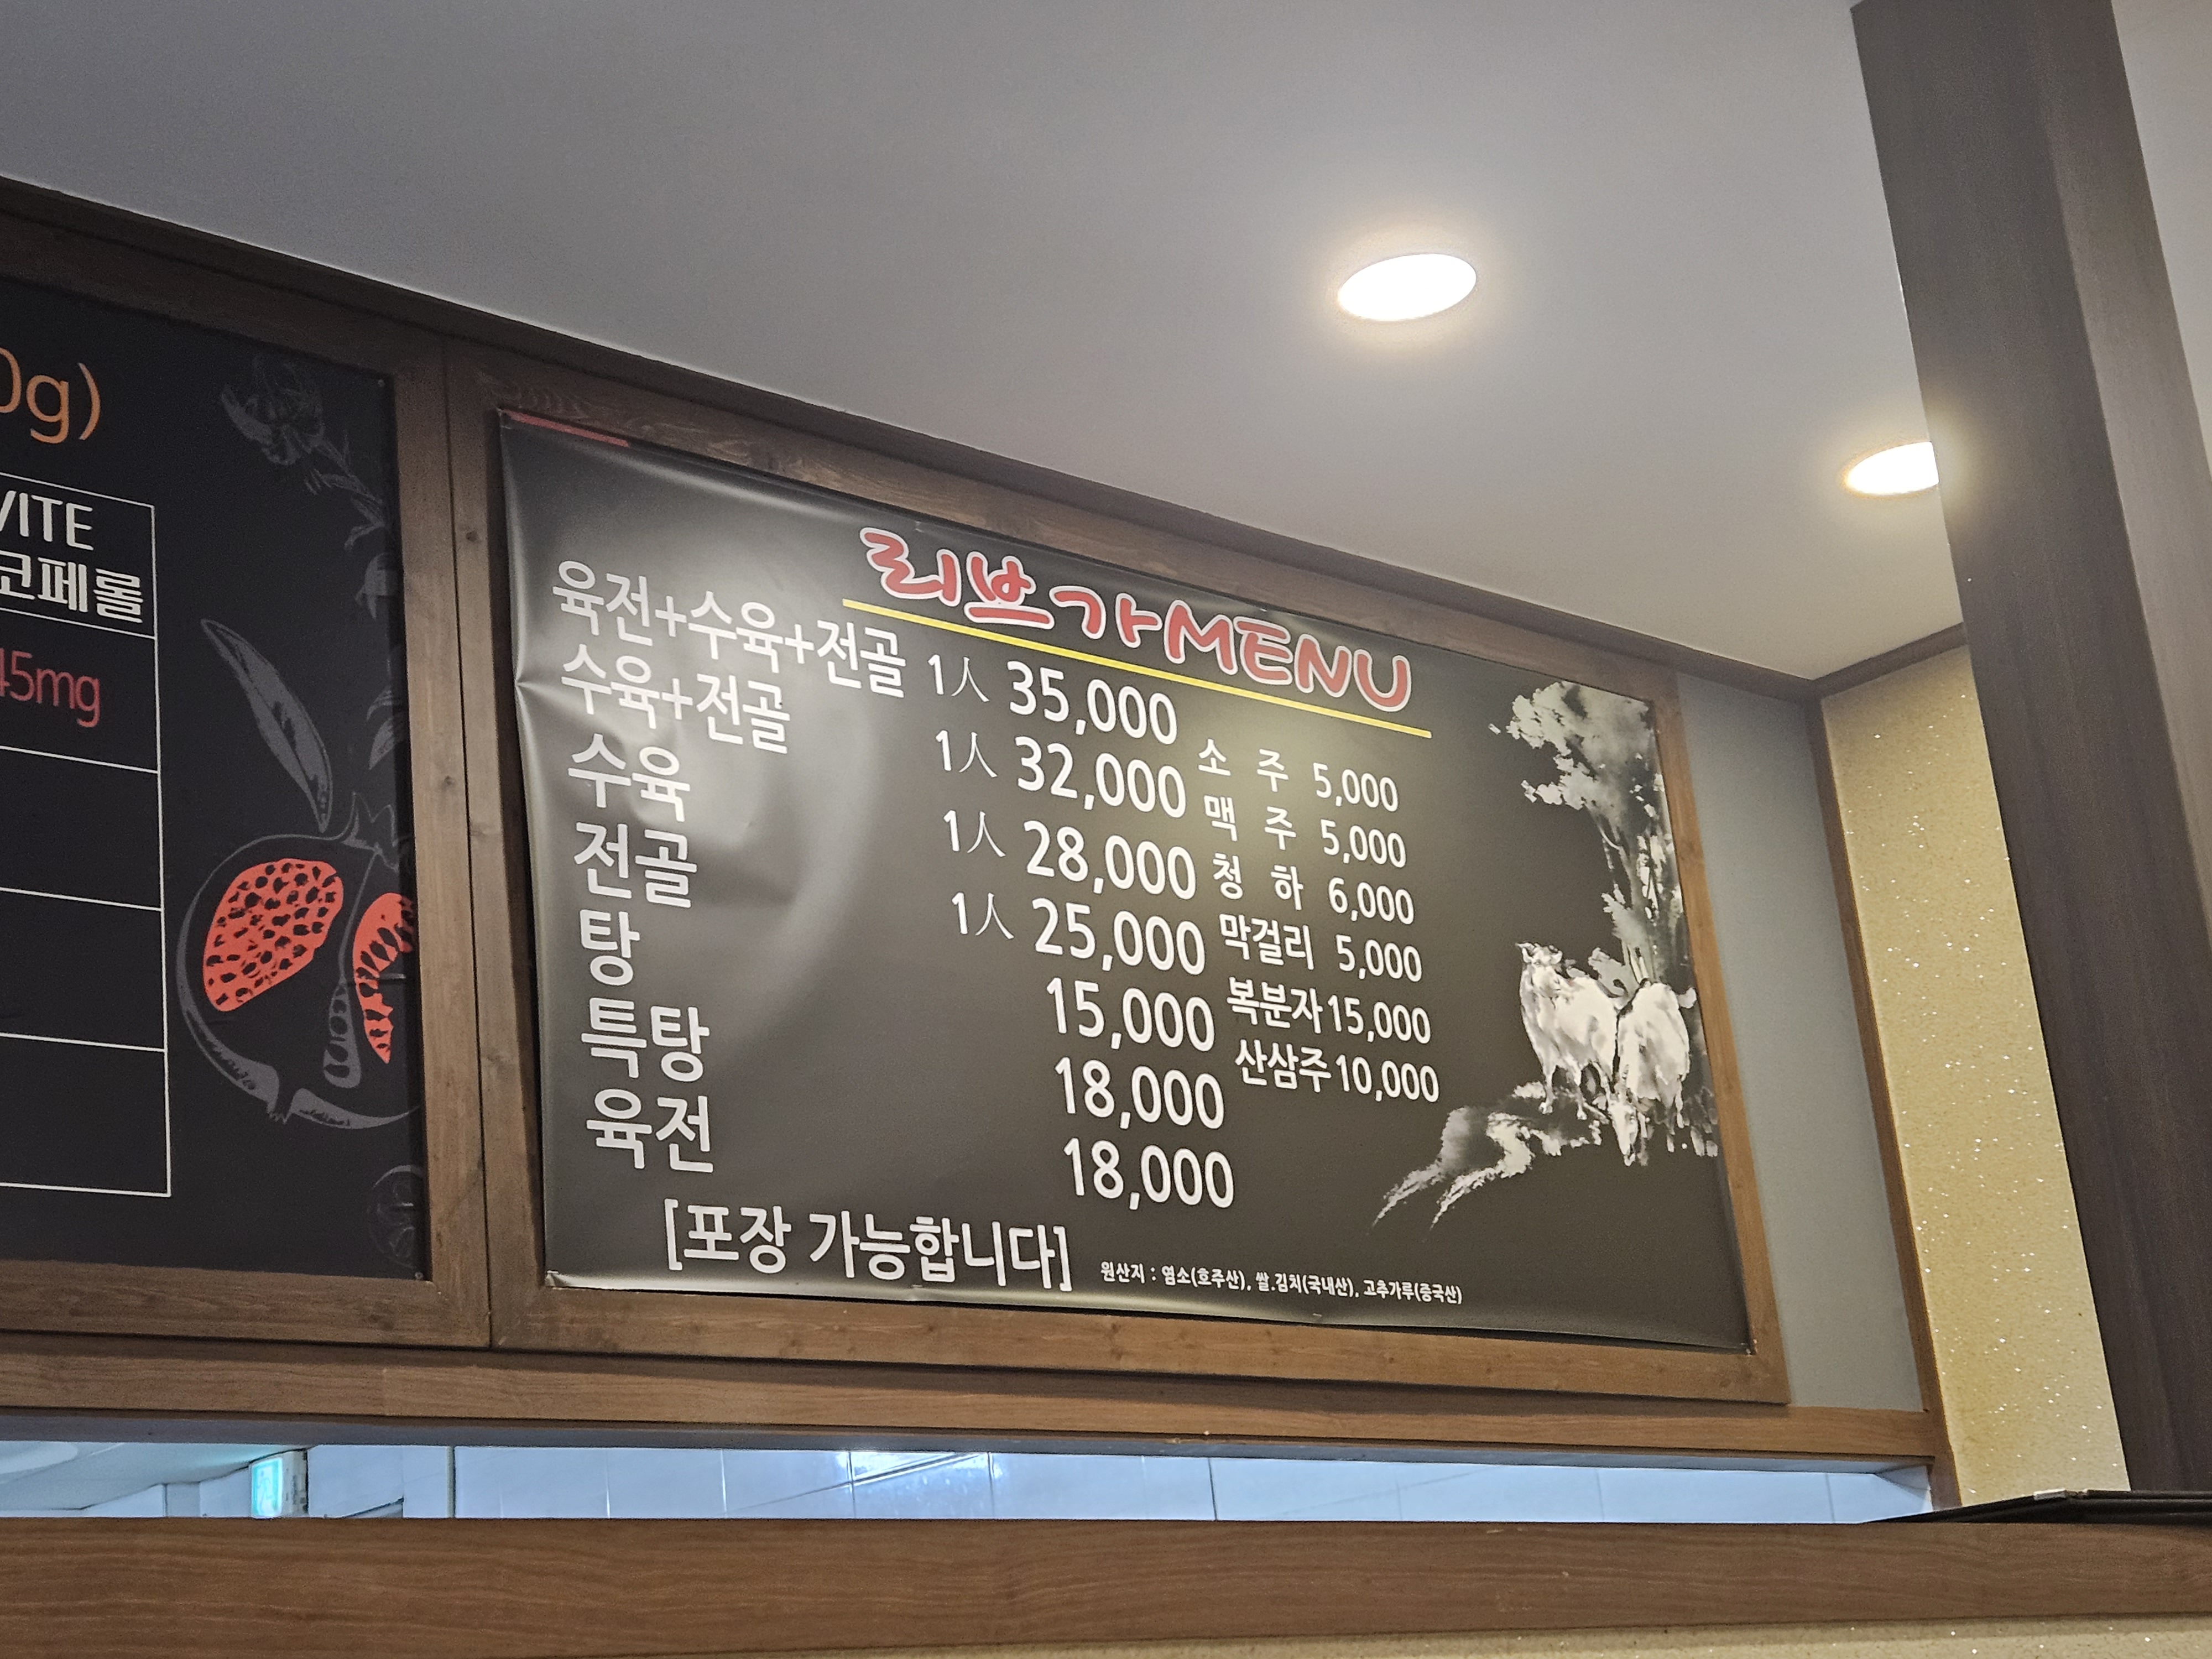 0g)
VITE
코페롤
45mg
리브가MENU
육전+수육+전골 1人 35,000
수육+전골 1人 32,000
수육 1人 28,000
전골 1人 25,000
탕 15,000
특탕 18,000
육전 18,000
소 주 5,000
맥 주 5,000
청 하 6,000
막걸리 5,000
복분자 15,000
산삼주 10,000
[포장 가능합니다]
원산지 : 염소(호주산), 쌀.김치(국내산), 고추가루(중국산)